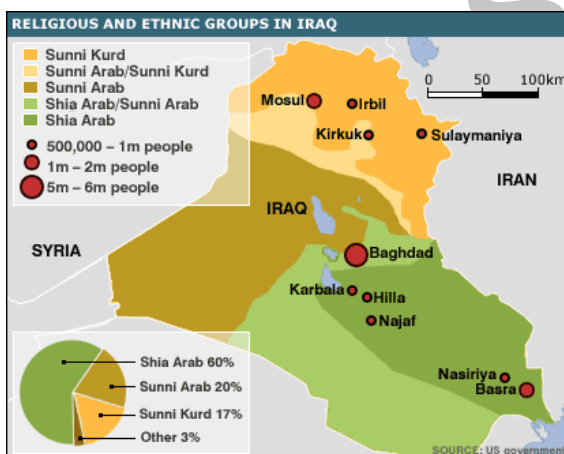 RELIGIOUS AND ETHNIC GROUPS IN IRAQ
Sunni Kurd
Sunni Arab/Sunni Kurd
Sunni Arab
Shia Arab/Sunni Arab
Shia Arab
500,000 – 1m people
1m – 2m people
5m – 6m people
0 50 100km
Mosul
Irbil
Kirkuk
Sulaymaniya
IRAN
IRAQ
SYRIA
Baghdad
Karbala
Hilla
Najaf
Nasiriya
Basra
Shia Arab 60%
Sunni Arab 20%
Sunni Kurd 17%
Other 3%
SOURCE: US government